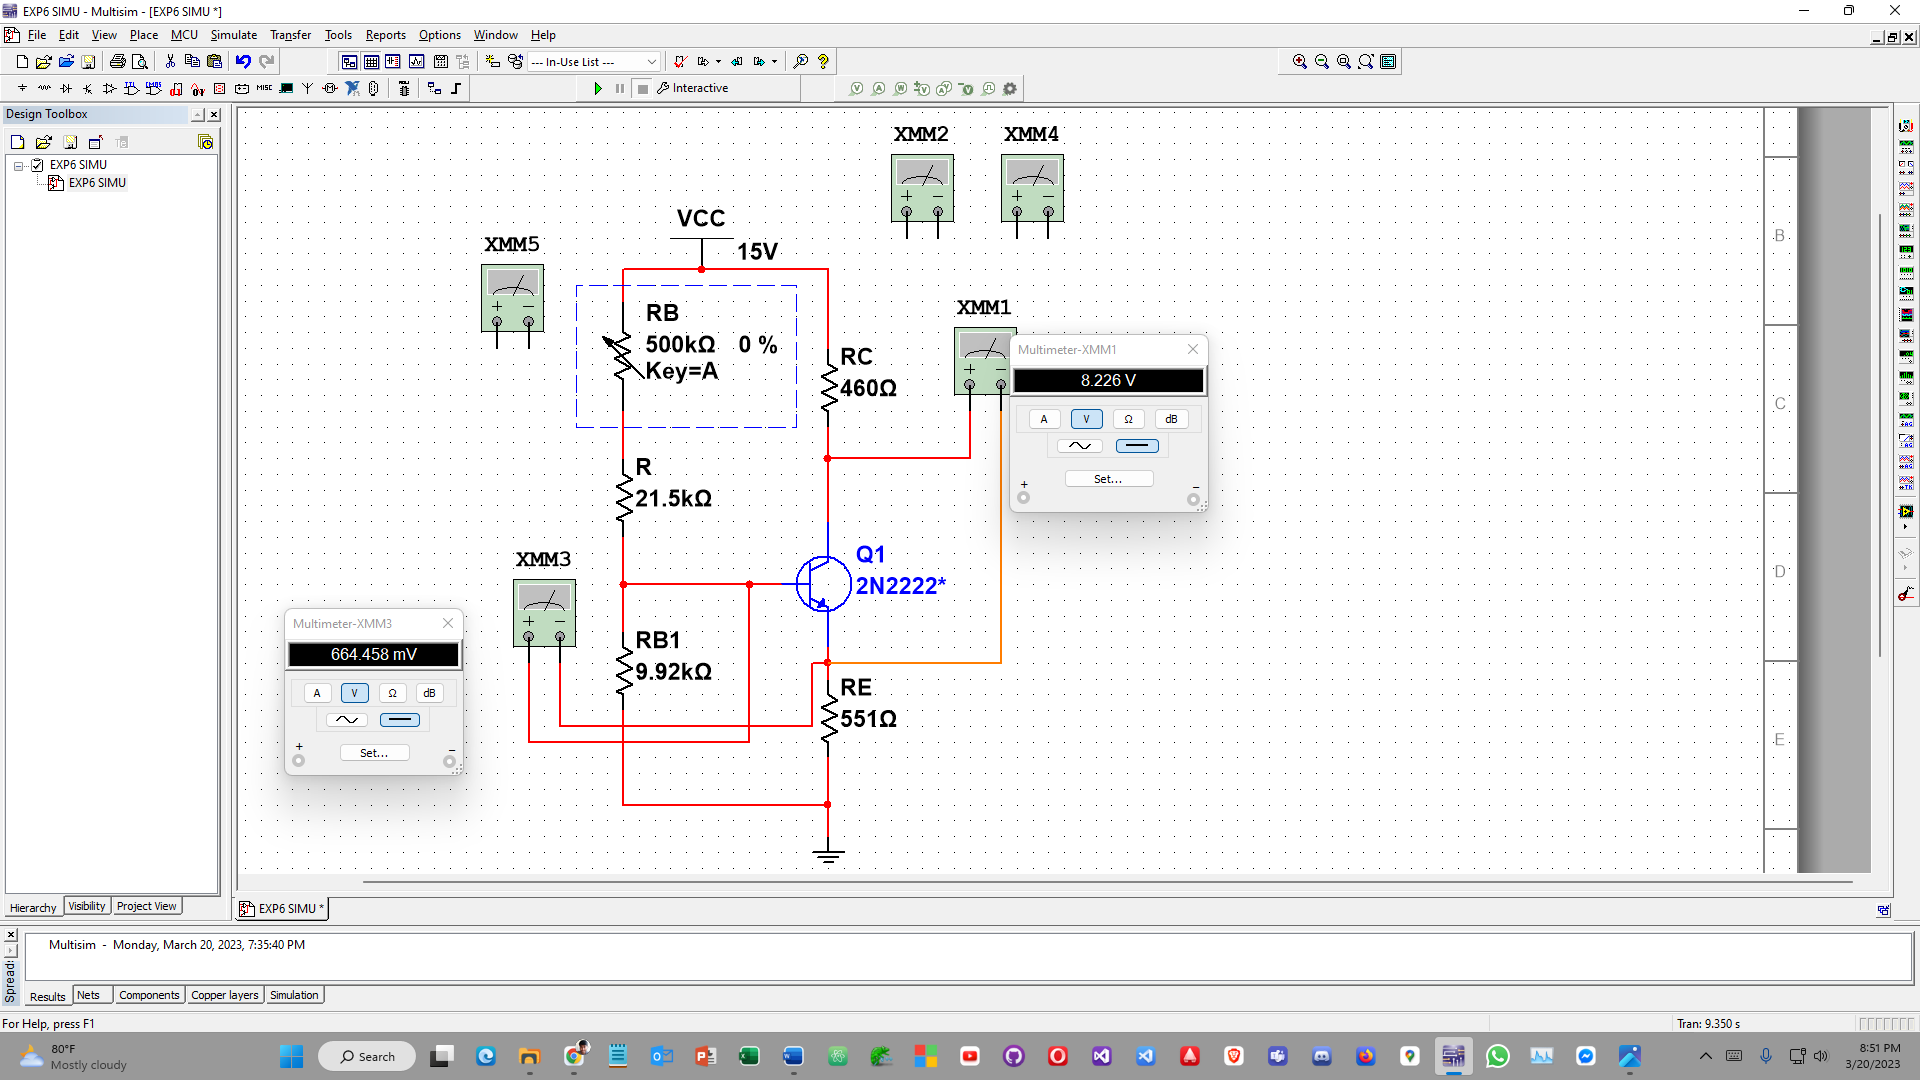 EXP6 SIMU - Multisim - [EXP6 SIMU *]
File Edit View Place MCU Simulate Transfer Tools Reports Options Window Help
--- In-Use List ---
MISC Interactive
Design Toolbox
EXP6 SIMU
EXP6 SIMU
Hierarchy Visibility Project View
XMM2 XMM4
VCC
15V
XMM5
RB
500kΩ 0 %
Key=A
XMM1
RC
460Ω
Multimeter-XMM1
8.226 V
A V Ω dB
Set...
+ −
R
21.5kΩ
XMM3
Q1
2N2222*
Multimeter-XMM3
664.458 mV
A V Ω dB
Set...
+ −
RB1
9.92kΩ
RE
551Ω
B
C
D
E
EXP6 SIMU *
Multisim - Monday, March 20, 2023, 7:35:40 PM
Spread:
Results Nets Components Copper layers Simulation
For Help, press F1
Tran: 9.350 s
80°F
Mostly cloudy
Search
8:51 PM
3/20/2023